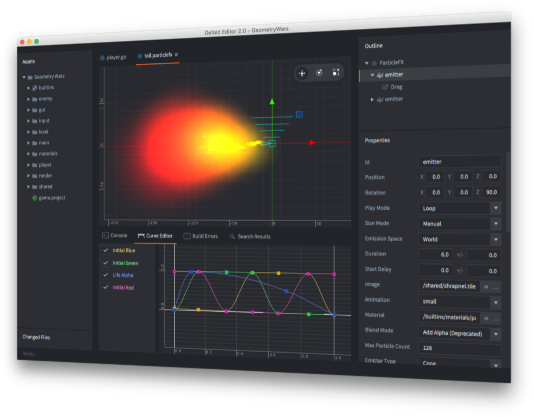 Defold Editor 2.0 - GeometryWars
Assets
Geometry Wars
builtins
enemy
gui
input
level
main
materials
player
render
shared
game.project
Changed Files
Ready
player.go
tail.particlefx
Console
Curve Editor
Build Errors
Search Results
Initial Blue
Initial Green
Life Alpha
Initial Red
Outline
ParticleFX
emitter
Drag
emitter
Properties
Id emitter
Position X 0.0 Y 0.0 Z 0.0
Rotation X 0.0 Y 0.0 Z 90.0
Play Mode Loop
Size Mode Manual
Emission Space World
Duration 6.0 +/- 0.0
Start Delay 0.0 +/- 0.0
Image /shared/shrapnel.tile
Animation small
Material /builtins/materials/pa
Blend Mode Add Alpha (Deprecated)
Max Particle Count 128
Emitter Type Cone